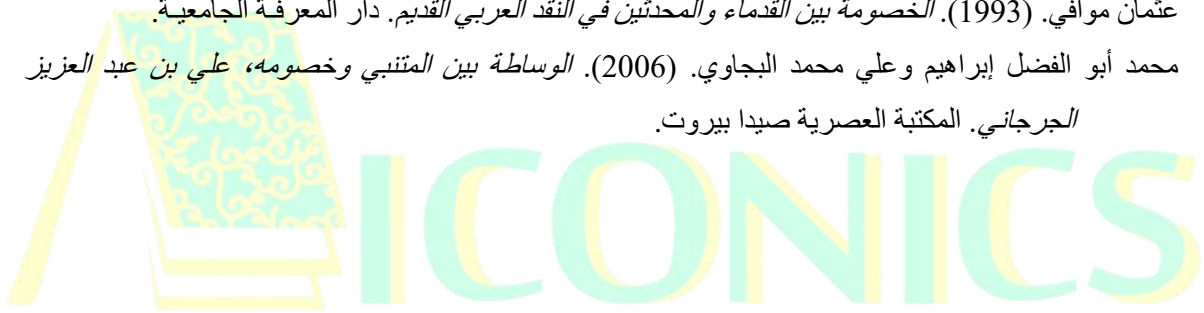 عثمان موافي. (1993). الخصومة بين القدماء والمحدثين في النقد العربي القديم. دار المعرفة الجامعية.
محمد أبو الفضل إبراهيم وعلي محمد البجاوي. (2006). الوساطة بين المتنبي وخصومه، علي بن عبد العزيز
الجرجاني. المكتبة العصرية صيدا بيروت.
ICONICS